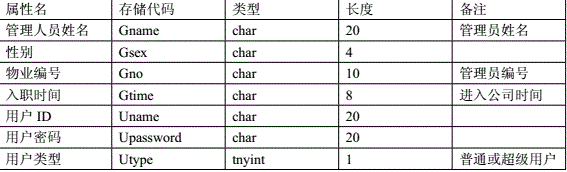 属性名 存储代码 类型 长度 备注
管理人员姓名 Gname char 20 管理员姓名
性别 Gsex char 4
物业编号 Gno char 10 管理员编号
入职时间 Gtime char 8 进入公司时间
用户 ID Uname char 20
用户密码 Upassword char 20
用户类型 Utype tnyint 1 普通或超级用户